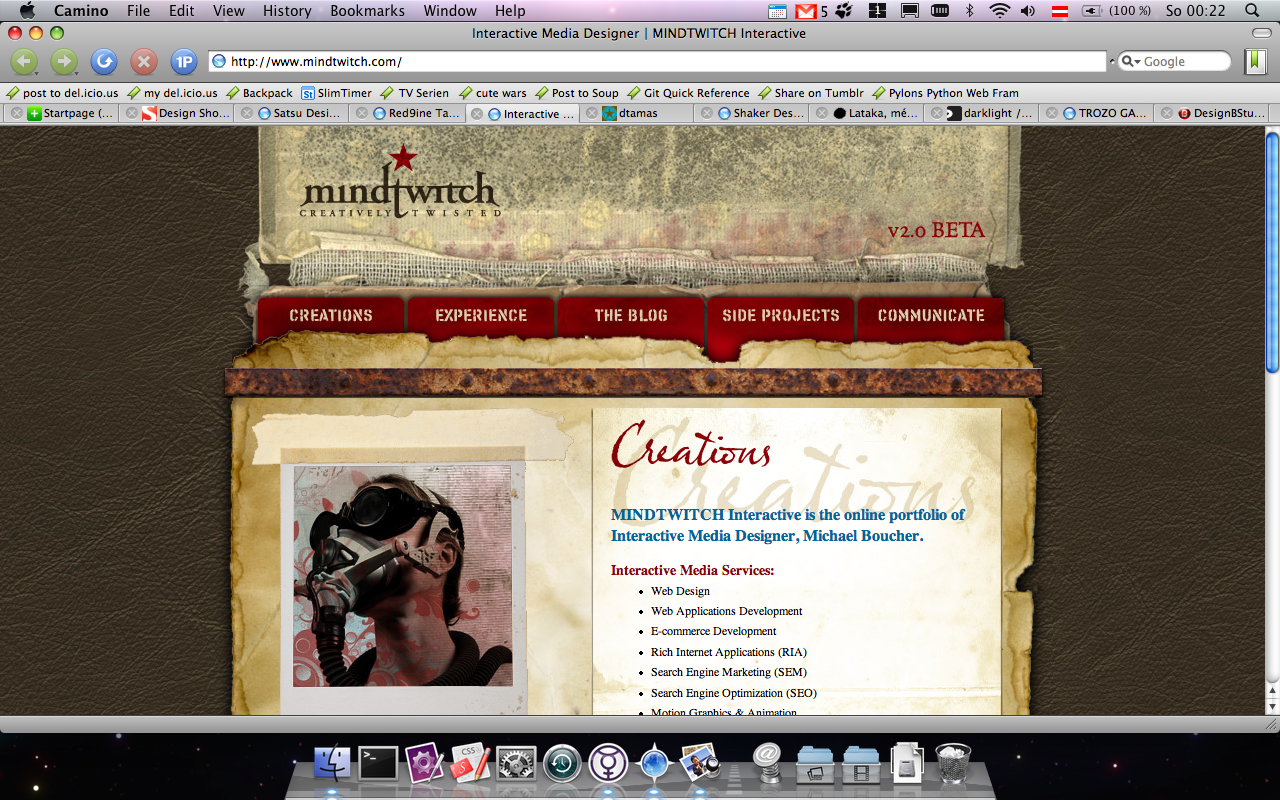 Camino File Edit View History Bookmarks Window Help 5 1 (100 %) So 00:22
Interactive Media Designer | MINDTWITCH Interactive
1P http://www.mindtwitch.com/ Google
post to del.icio.us my del.icio.us Backpack St SlimTimer TV Serien cute wars Post to Soup Git Quick Reference Share on Tumblr Pylons Python Web Fram
Startpage (... Design Sho... Satsu Desi... Red9ine Ta... Interactive ... dtamas Shaker Des... Lataka, mé... darklight /... TROZO GA... DesignBStu...
mindtwitch
CREATIVELY TWISTED
v2.0 BETA
CREATIONS EXPERIENCE THE BLOG SIDE PROJECTS COMMUNICATE
Creations
Creations
MINDTWITCH Interactive is the online portfolio of
Interactive Media Designer, Michael Boucher.
Interactive Media Services:
• Web Design
• Web Applications Development
• E-commerce Development
• Rich Internet Applications (RIA)
• Search Engine Marketing (SEM)
• Search Engine Optimization (SEO)
• Motion Graphics & Animation
CSS